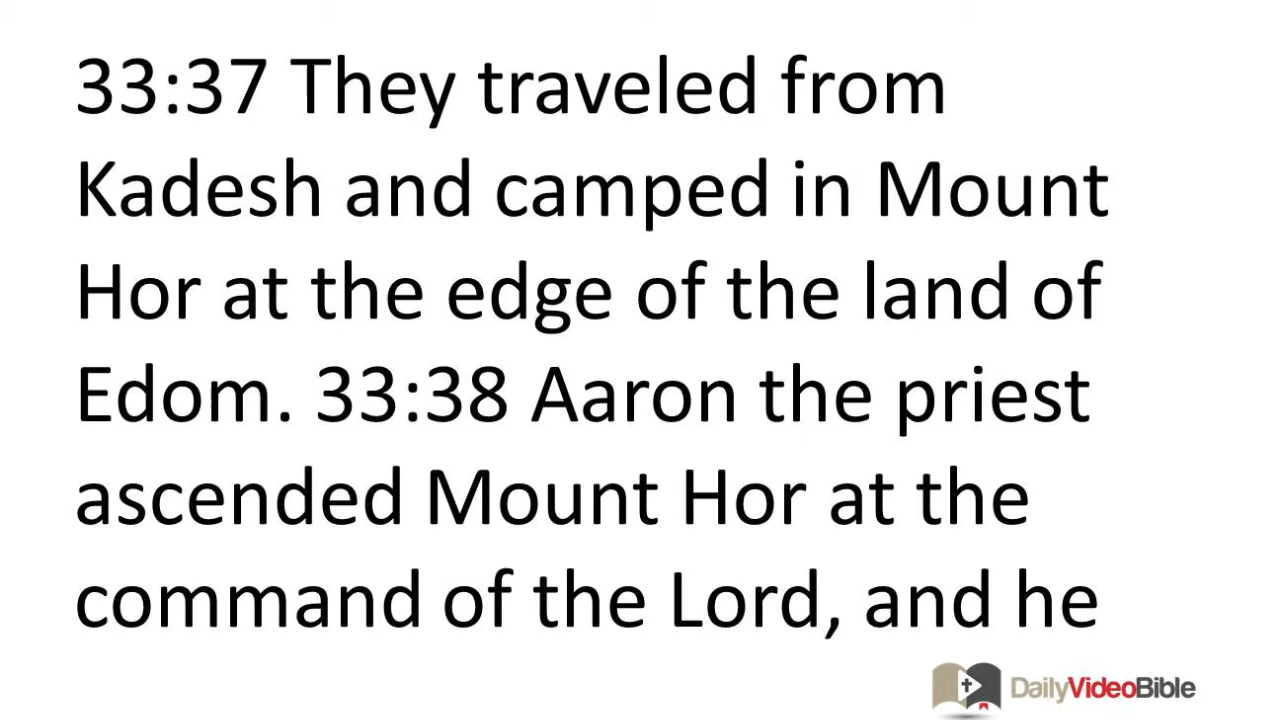 33:37 They traveled from
Kadesh and camped in Mount
Hor at the edge of the land of
Edom. 33:38 Aaron the priest
ascended Mount Hor at the
command of the Lord, and he
DailyVideoBible